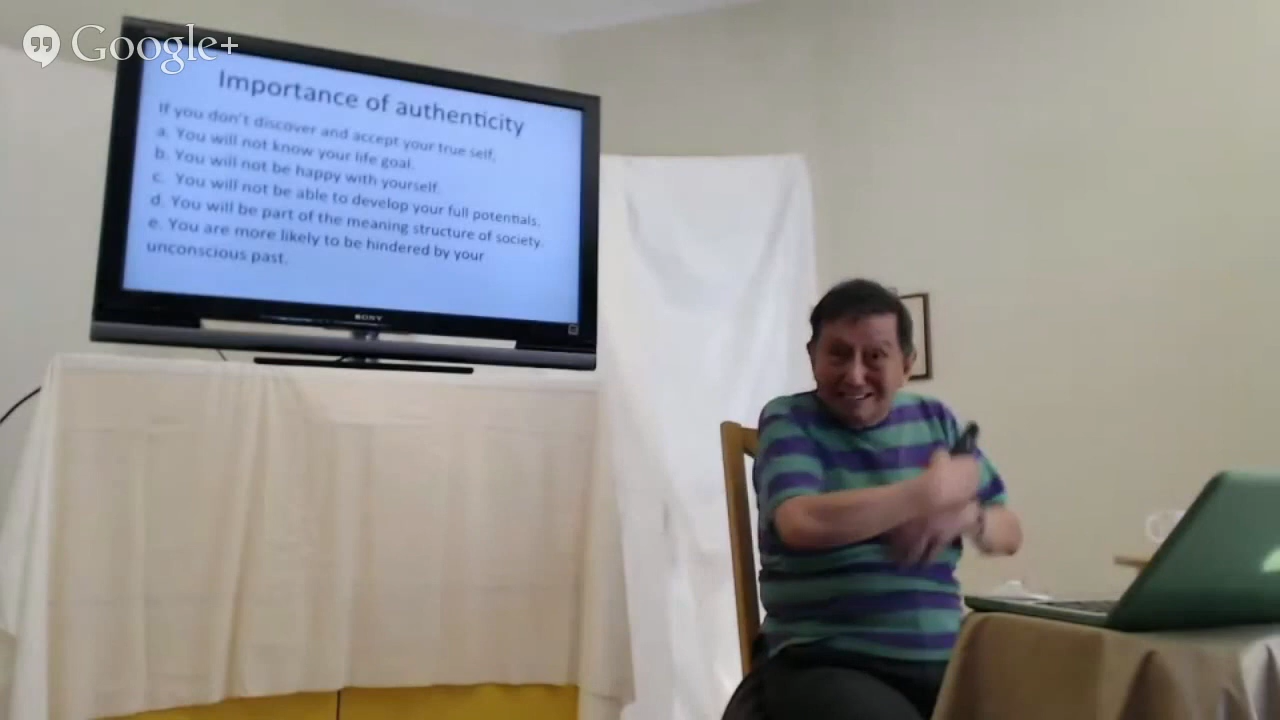 Google+
Importance of authenticity
If you don't discover and accept your true self,
a. You will not know your life goal.
b. You will not be happy with yourself.
c. You will not be able to develop your full potentials.
d. You will be part of the meaning structure of society.
e. You are more likely to be hindered by your
unconscious past.
SONY